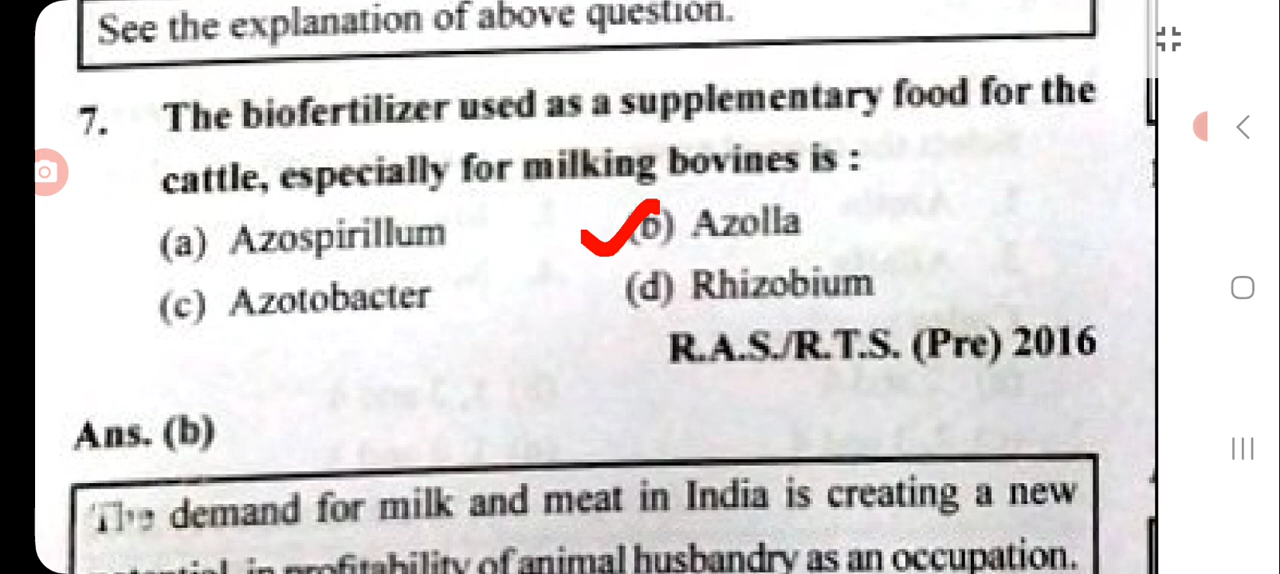 See the explanation of above question.
7. The biofertilizer used as a supplementary food for the
cattle, especially for milking bovines is :
(a) Azospirillum (b) Azolla
(c) Azotobacter (d) Rhizobium
R.A.S./R.T.S. (Pre) 2016
Ans. (b)
The demand for milk and meat in India is creating a new
potential in profitability of animal husbandry as an occupation.